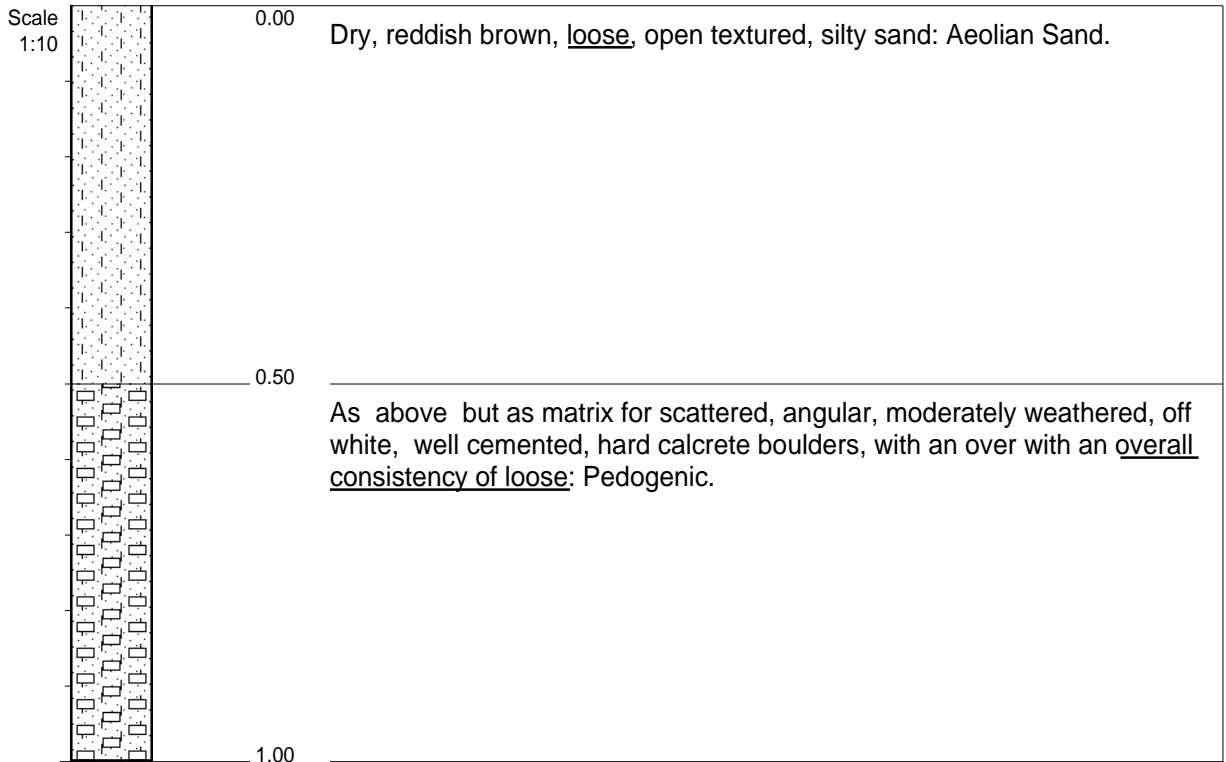 Scale
1:10
0.00
Dry, reddish brown, loose, open textured, silty sand: Aeolian Sand.
0.50
As above but as matrix for scattered, angular, moderately weathered, off
white, well cemented, hard calcrete boulders, with an over with an overall
consistency of loose: Pedogenic.
1.00